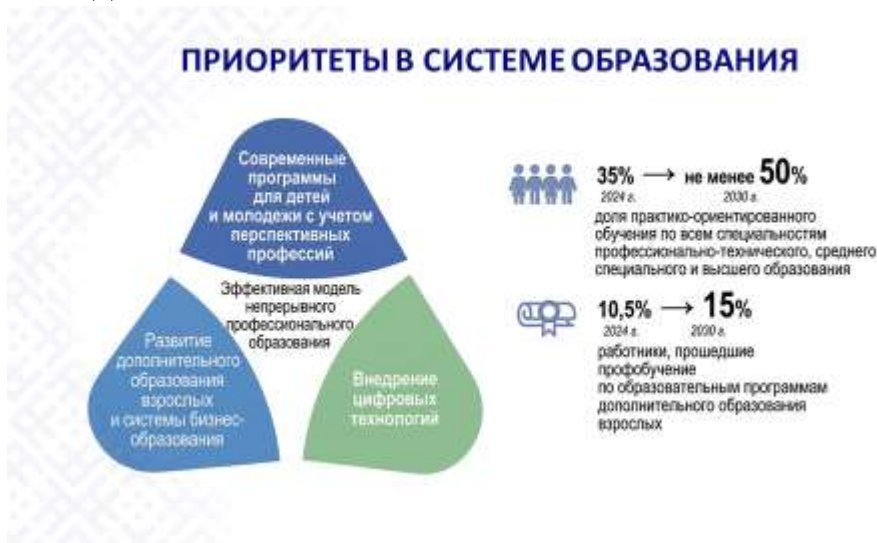 ПРИОРИТЕТЫ В СИСТЕМЕ ОБРАЗОВАНИЯ
Современные
программы
для детей
и молодежи с учетом
перспективных
профессий
Эффективная модель
непрерывного
профессионального
образования
Развитие
дополнительного
образования
взрослых
и системы бизнес-
образования
Внедрение
цифровых
технологий
35% → не менее 50%
2024 г. 2030 г.
доля практико-ориентированного
обучения по всем специальностям
профессионально-технического, среднего
специального и высшего образования
10,5% → 15%
2024 г. 2030 г.
работники, прошедшие
профобучение
по образовательным программам
дополнительного образования
взрослых